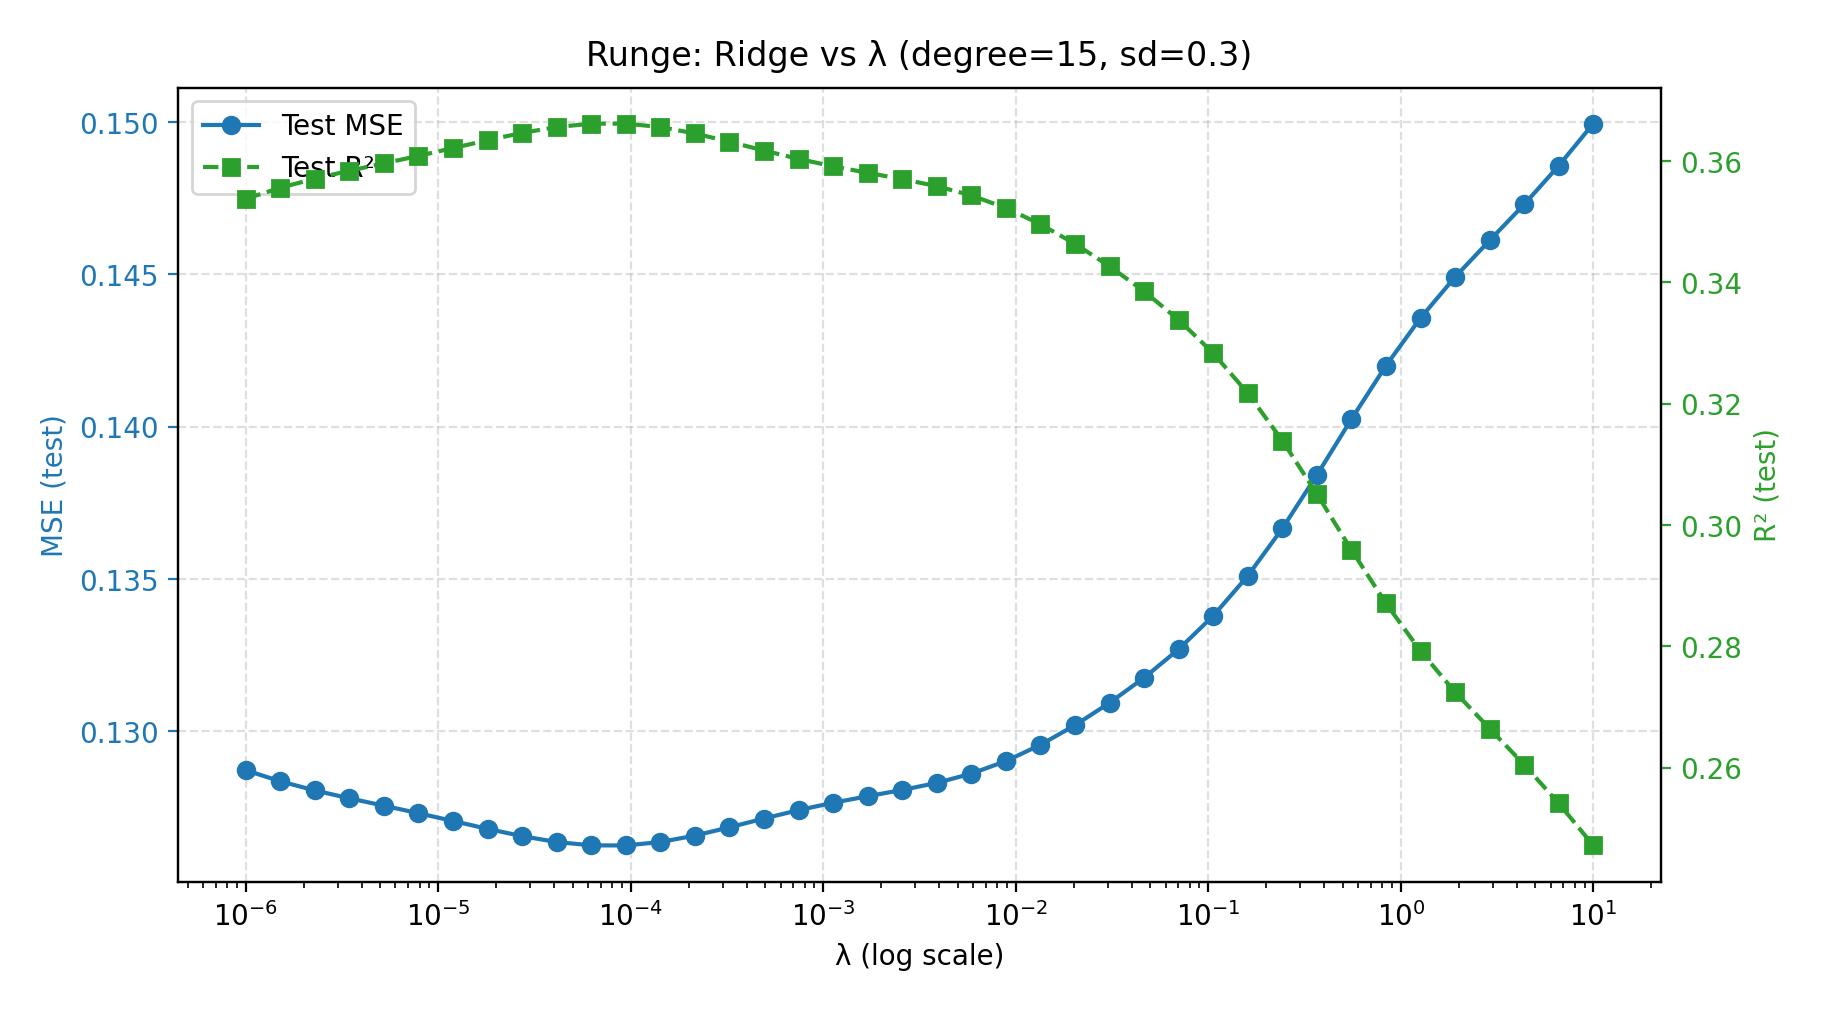 Runge: Ridge vs λ (degree=15, sd=0.3)
Test MSE
Test R²
0.150
0.145
0.140
0.135
0.130
MSE (test)
0.36
0.34
0.32
0.30
0.28
0.26
R² (test)
10⁻⁶ 10⁻⁵ 10⁻⁴ 10⁻³ 10⁻² 10⁻¹ 10⁰ 10¹
λ (log scale)